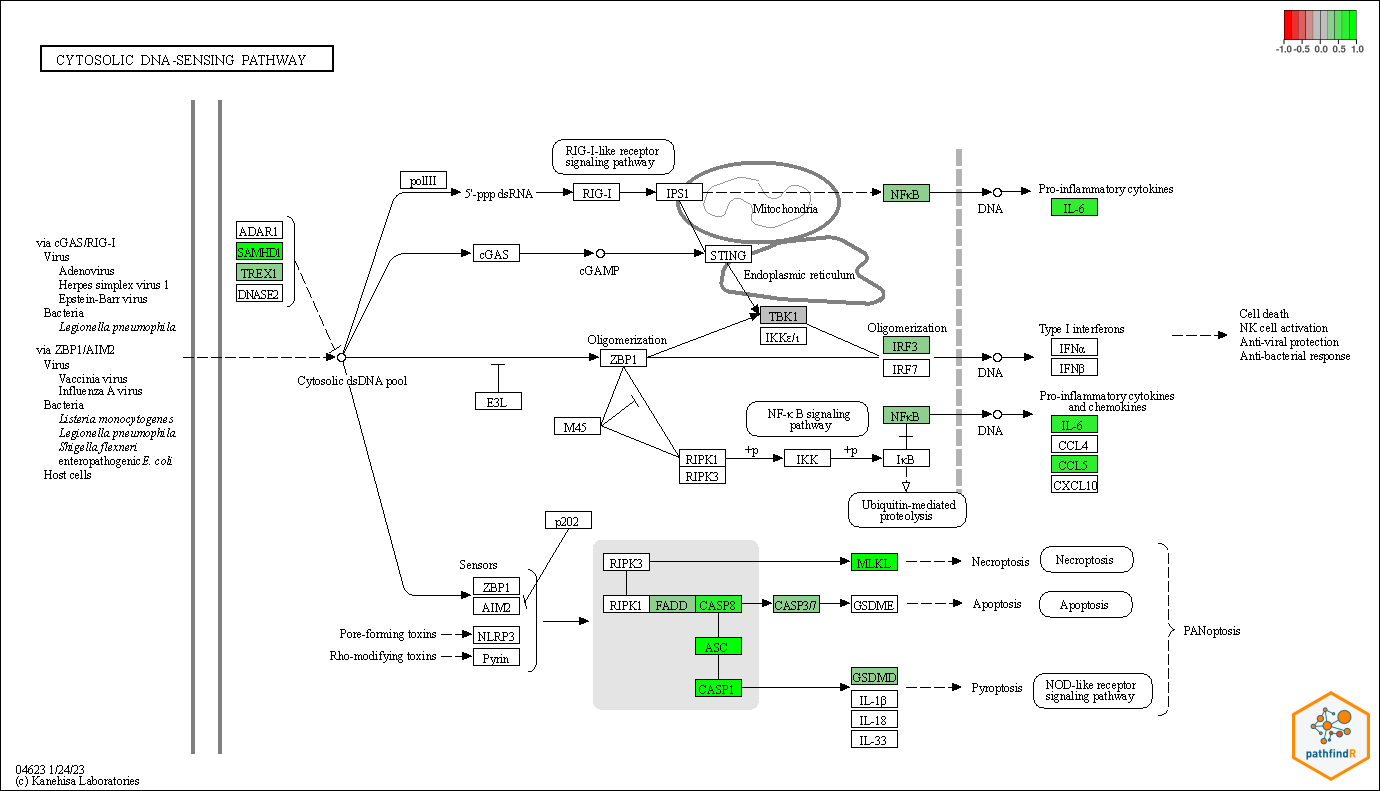 -1.0 -0.5 0.0 0.5 1.0
CYTOSOLIC DNA-SENSING PATHWAY
RIG-I-like receptor
signaling pathway
polIII
5'-ppp dsRNA
RIG-I
IPS1
Mitochondria
NFκB
DNA
Pro-inflammatory cytokines
IL-6
ADAR1
SAMHD1
TREX1
DNASE2
via cGAS/RIG-I
Virus
Adenovirus
Herpes simplex virus 1
Epstein-Barr virus
Bacteria
Legionella pneumophila
via ZBP1/AIM2
Virus
Vaccinia virus
Influenza A virus
Bacteria
Listeria monocytogenes
Legionella pneumophila
Shigella flexneri
enteropathogenic E. coli
Host cells
cGAS
cGAMP
STING
Endoplasmic reticulum
TBK1
IKKε/ι
Oligomerization
ZBP1
Cytosolic dsDNA pool
E3L
M45
Oligomerization
IRF3
IRF7
DNA
Type I interferons
IFNα
IFNβ
Cell death
NK cell activation
Anti-viral protection
Anti-bacterial response
NF-κ B signaling
pathway
NFκB
DNA
Pro-inflammatory cytokines
and chemokines
IL-6
CCL4
CCL5
CXCL10
RIPK1
RIPK3
+p
IKK
+p
IκB
Ubiquitin-mediated
proteolysis
p202
Sensors
ZBP1
AIM2
Pore-forming toxins
NLRP3
Rho-modifying toxins
Pyrin
RIPK3
RIPK1
FADD
CASP8
ASC
CASP1
MLKL
Necroptosis
Necroptosis
CASP3/7
GSDME
Apoptosis
Apoptosis
PANoptosis
GSDMD
IL-1β
IL-18
IL-33
Pyroptosis
NOD-like receptor
signaling pathway
pathfindR
04623 1/24/23
(c) Kanehisa Laboratories